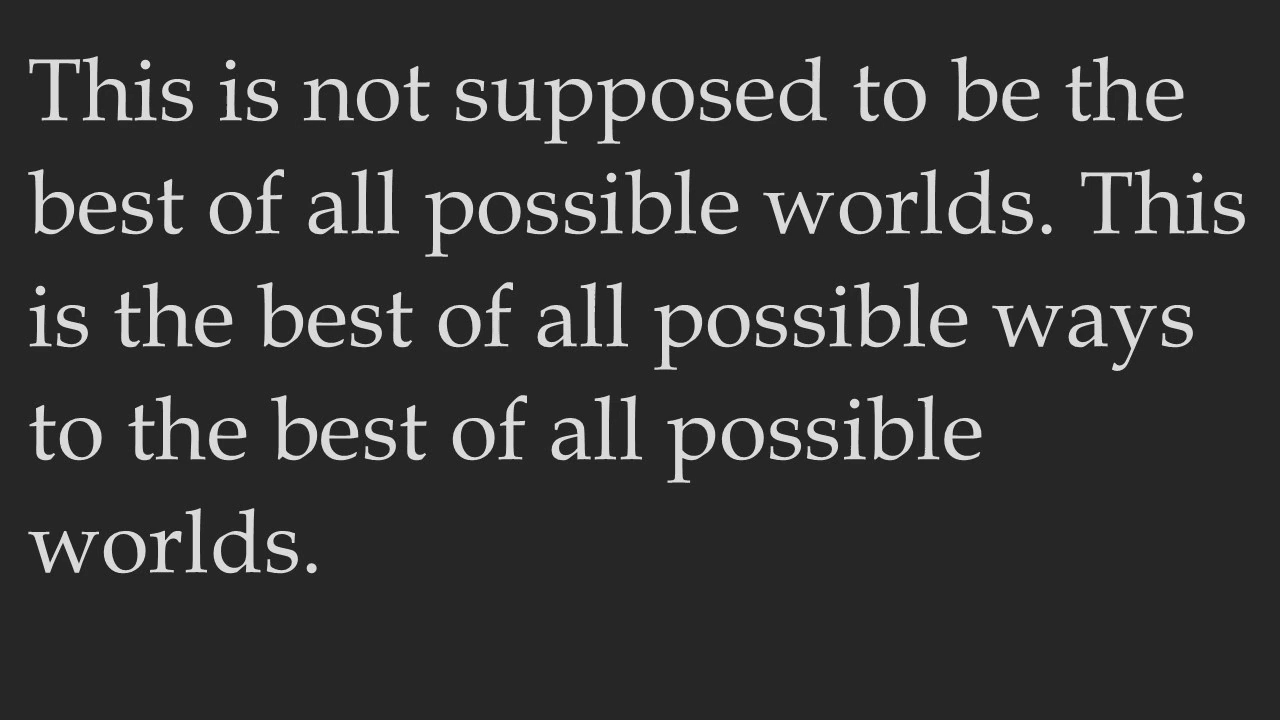 This is not supposed to be the
best of all possible worlds. This
is the best of all possible ways
to the best of all possible
worlds.